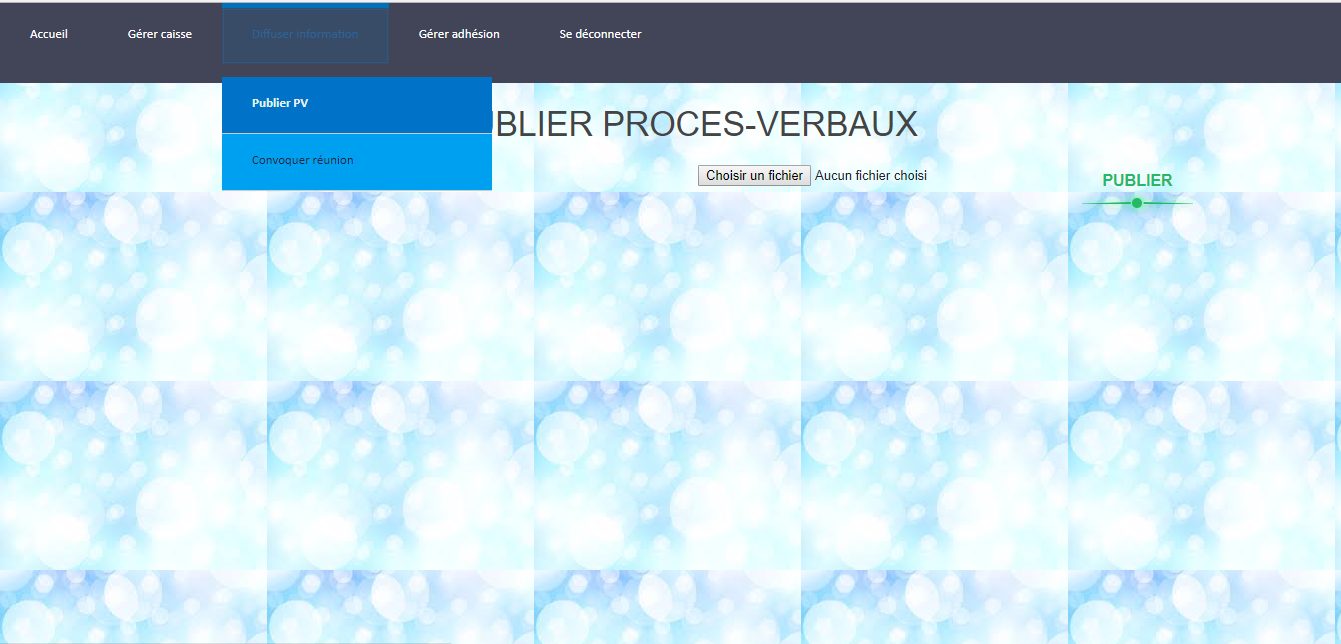 Accueil Gérer caisse Diffuser information Gérer adhésion Se déconnecter
Publier PV
BLIER PROCES-VERBAUX
Convoquer réunion
Choisir un fichier Aucun fichier choisi
PUBLIER